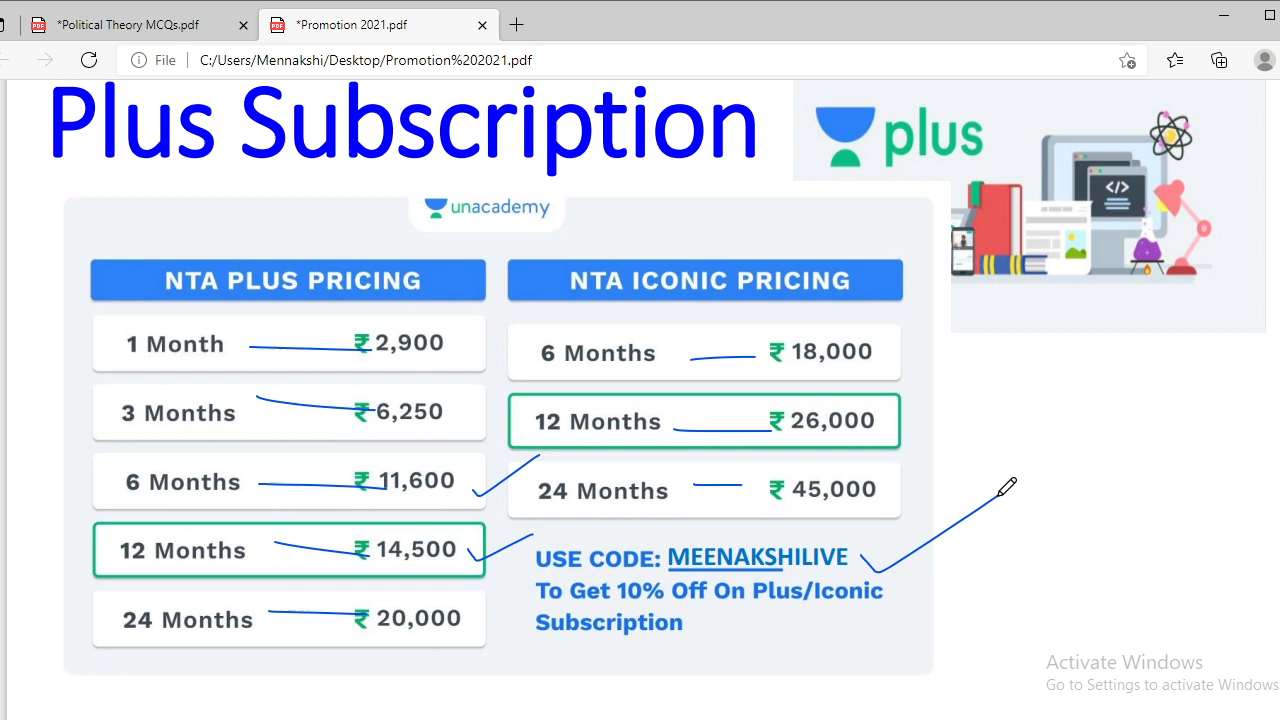 *Political Theory MCQs.pdf
*Promotion 2021.pdf
File
C:/Users/Mennakshi/Desktop/Promotion%202021.pdf
Plus Subscription
plus
unacademy
NTA PLUS PRICING
1 Month ₹ 2,900
3 Months ₹ 6,250
6 Months ₹ 11,600
12 Months ₹ 14,500
24 Months ₹ 20,000
NTA ICONIC PRICING
6 Months ₹ 18,000
12 Months ₹ 26,000
24 Months ₹ 45,000
USE CODE: MEENAKSHILIVE
To Get 10% Off On Plus/Iconic
Subscription
</> 
Activate Windows
Go to Settings to activate Windows